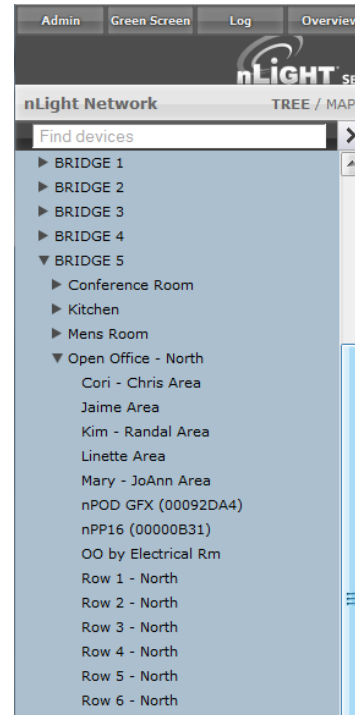 Admin Green Screen Log Overview
nLIGHT SE
nLight Network TREE / MAP
Find devices
BRIDGE 1
BRIDGE 2
BRIDGE 3
BRIDGE 4
BRIDGE 5
Conference Room
Kitchen
Mens Room
Open Office - North
Cori - Chris Area
Jaime Area
Kim - Randal Area
Linette Area
Mary - JoAnn Area
nPOD GFX (00092DA4)
nPP16 (00000B31)
OO by Electrical Rm
Row 1 - North
Row 2 - North
Row 3 - North
Row 4 - North
Row 5 - North
Row 6 - North